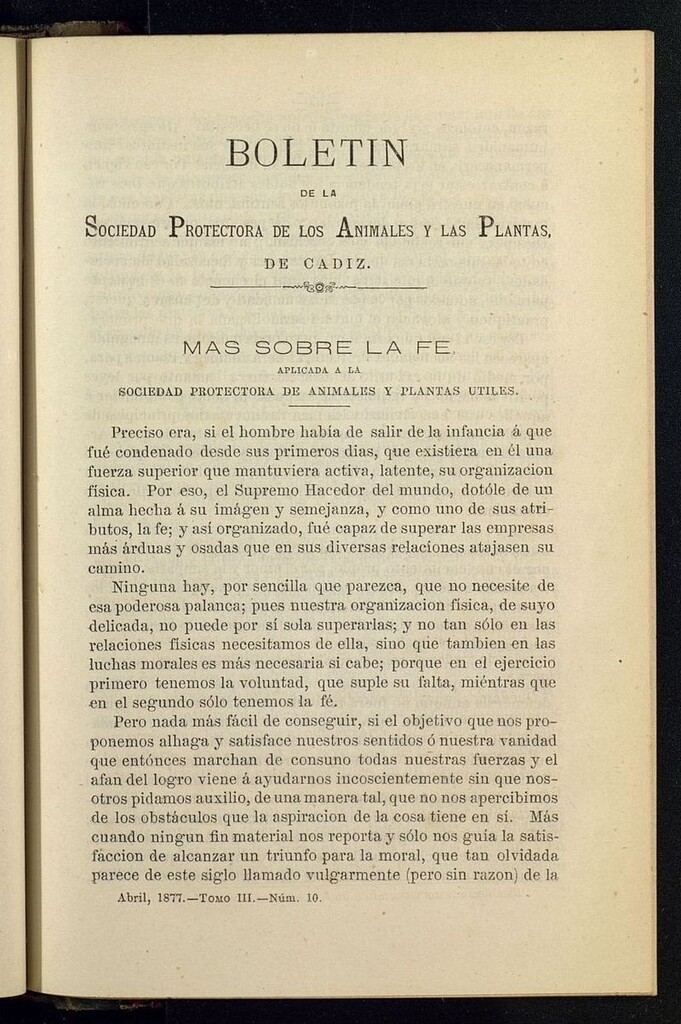 BOLETIN
DE LA
SOCIEDAD PROTECTORA DE LOS ANIMALES Y LAS PLANTAS,
DE CADIZ.
MAS SOBRE LA FE,
APLICADA A LA
SOCIEDAD PROTECTORA DE ANIMALES Y PLANTAS UTILES.
Preciso era, si el hombre habia de salir de la infancia á que
fué condenado desde sus primeros dias, que existiera en él una
fuerza superior que mantuviera activa, latente, su organizacion
física. Por eso, el Supremo Hacedor del mundo, dotóle de un
alma hecha á su imágen y semejanza, y como uno de sus atri-
butos, la fe; y así organizado, fué capaz de superar las empresas
más árduas y osadas que en sus diversas relaciones atajasen su
camino.
Ninguna hay, por sencilla que parezca, que no necesite de
esa poderosa palanca; pues nuestra organizacion física, de suyo
delicada, no puede por sí sola superarlas; y no tan sólo en las
relaciones físicas necesitamos de ella, sino que tambien en las
luchas morales es más necesaria si cabe; porque en el ejercicio
primero tenemos la voluntad, que suple su falta, miéntras que
en el segundo sólo tenemos la fé.
Pero nada más fácil de conseguir, si el objetivo que nos pro-
ponemos alhaga y satisface nuestros sentidos ó nuestra vanidad
que entónces marchan de consuno todas nuestras fuerzas y el
afan del logro viene á ayudarnos incoscientemente sin que nos-
otros pidamos auxilio, de una manera tal, que no nos apercibimos
de los obstáculos que la aspiracion de la cosa tiene en sí. Más
cuando ningun fin material nos reporta y sólo nos guia la satis-
faccion de alcanzar un triunfo para la moral, que tan olvidada
parece de este siglo llamado vulgarmente (pero sin razon) de la
Abril, 1877.—TOMO III.—Núm. 10.